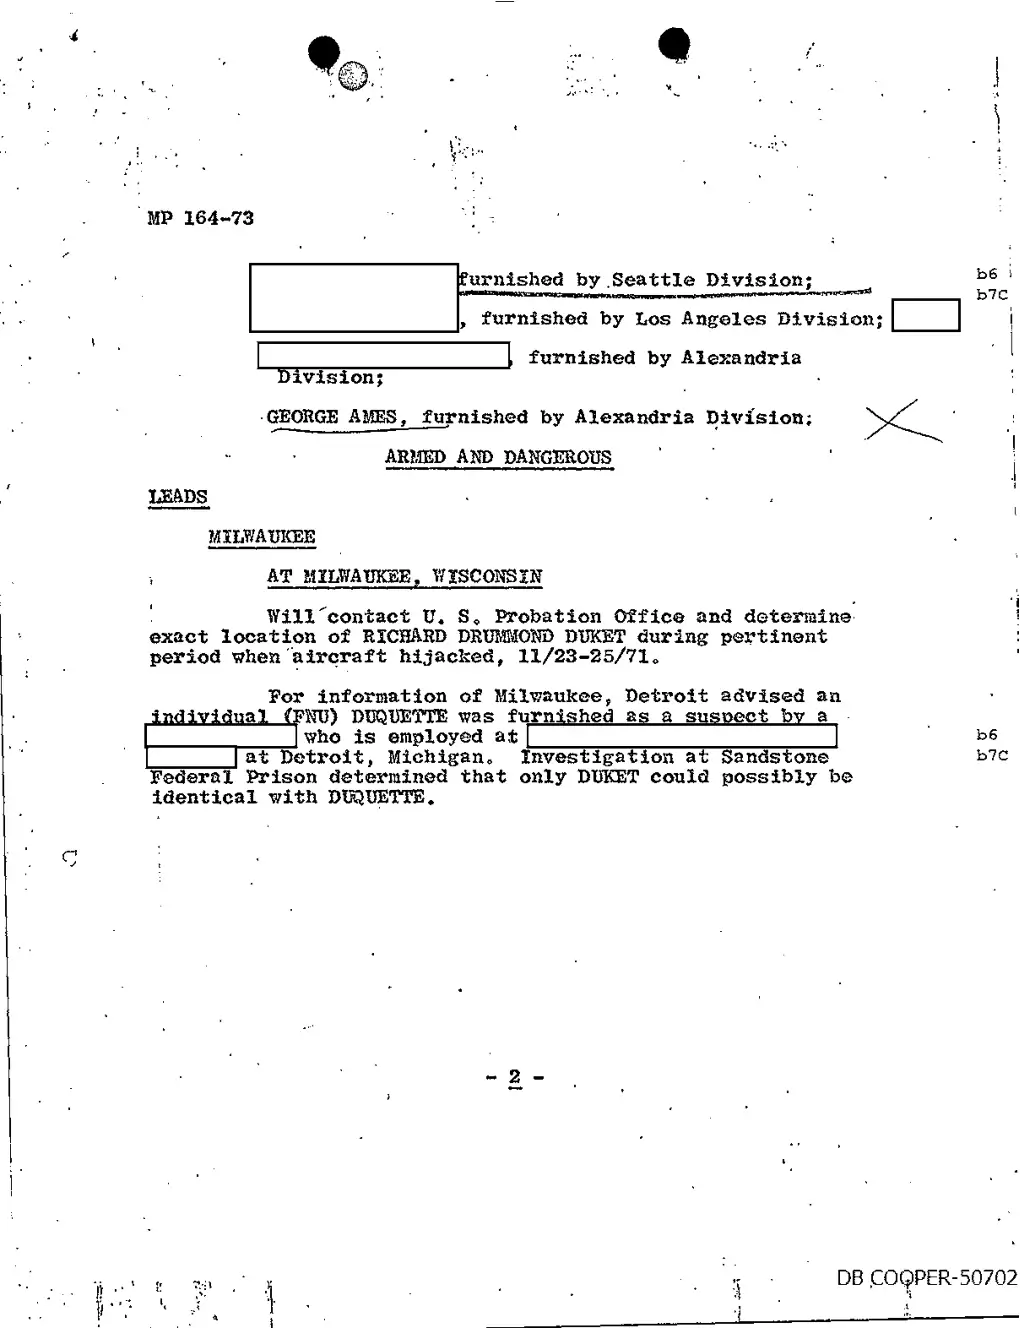 MP 164-73
furnished by Seattle Division; b6
b7C
, furnished by Los Angeles Division;
, furnished by Alexandria
Division;
GEORGE AMES, furnished by Alexandria Division;
ARMED AND DANGEROUS
LEADS
MILWAUKEE
AT MILWAUKEE, WISCONSIN
Will contact U. S. Probation Office and determine
exact location of RICHARD DRUMMOND DUKET during pertinent
period when aircraft hijacked, 11/23-25/71.
For information of Milwaukee, Detroit advised an
individual (FNU) DUQUETTE was furnished as a suspect by a
who is employed at b6
at Detroit, Michigan. Investigation at Sandstone b7C
Federal Prison determined that only DUKET could possibly be
identical with DUQUETTE.
- 2 -
DB COOPER-50702